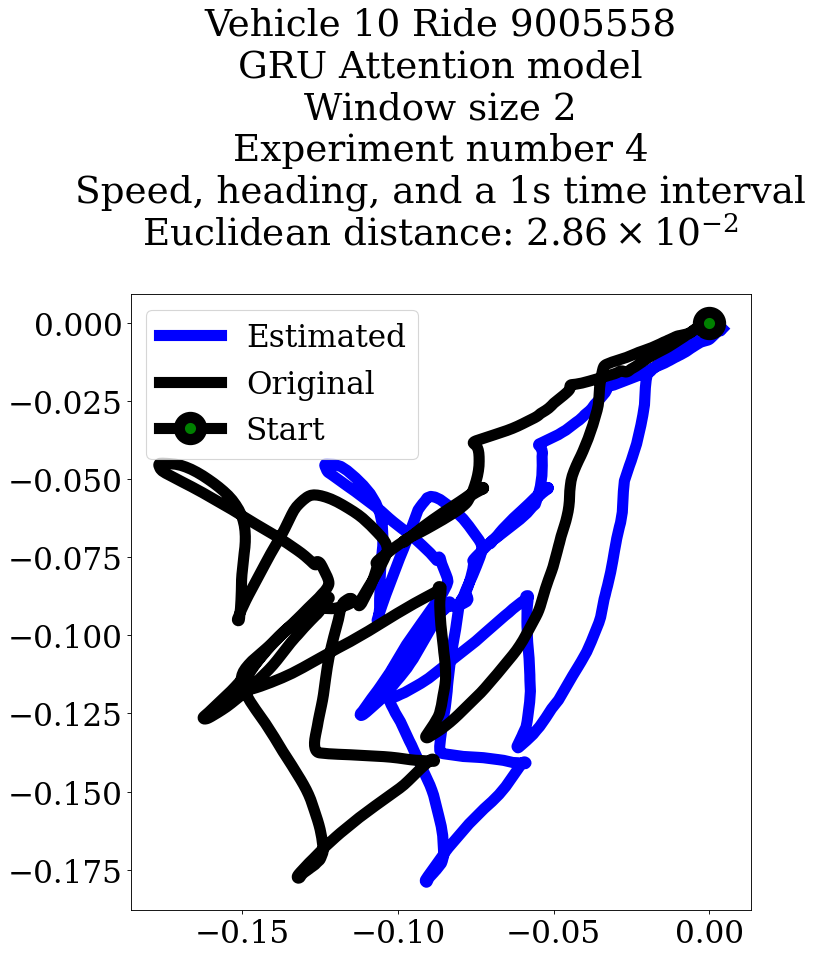 Vehicle 10 Ride 9005558
GRU Attention model
Window size 2
Experiment number 4
Speed, heading, and a 1s time interval
Euclidean distance: 2.86 × 10⁻²
Estimated
Original
Start
0.000
−0.025
−0.050
−0.075
−0.100
−0.125
−0.150
−0.175
−0.15
−0.10
−0.05
0.00